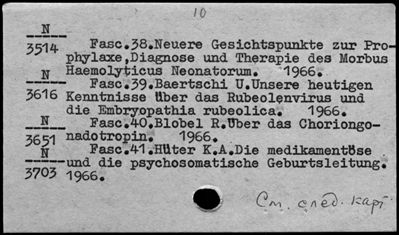 10
N
3514 Fasc.38.Neuere Gesichtspunkte zur Pro-
phylaxe,Diagnose und Therapie des Morbus
Haemolyticus Neonatorum. 1966.
N
3616 Fasc.39.Baertschi U.Unsere heutigen
Kenntnisse über das Rubeolenvirus und
die Embryopathia rubeolica. 1966.
N
3651 Fasc.40.Blobel R.Über das Choriongo-
nadotropin. 1966.
N
3703 Fasc.41.Hüter K.A.Die medikamentöse
und die psychosomatische Geburtsleitung.
1966.
См. след. карт